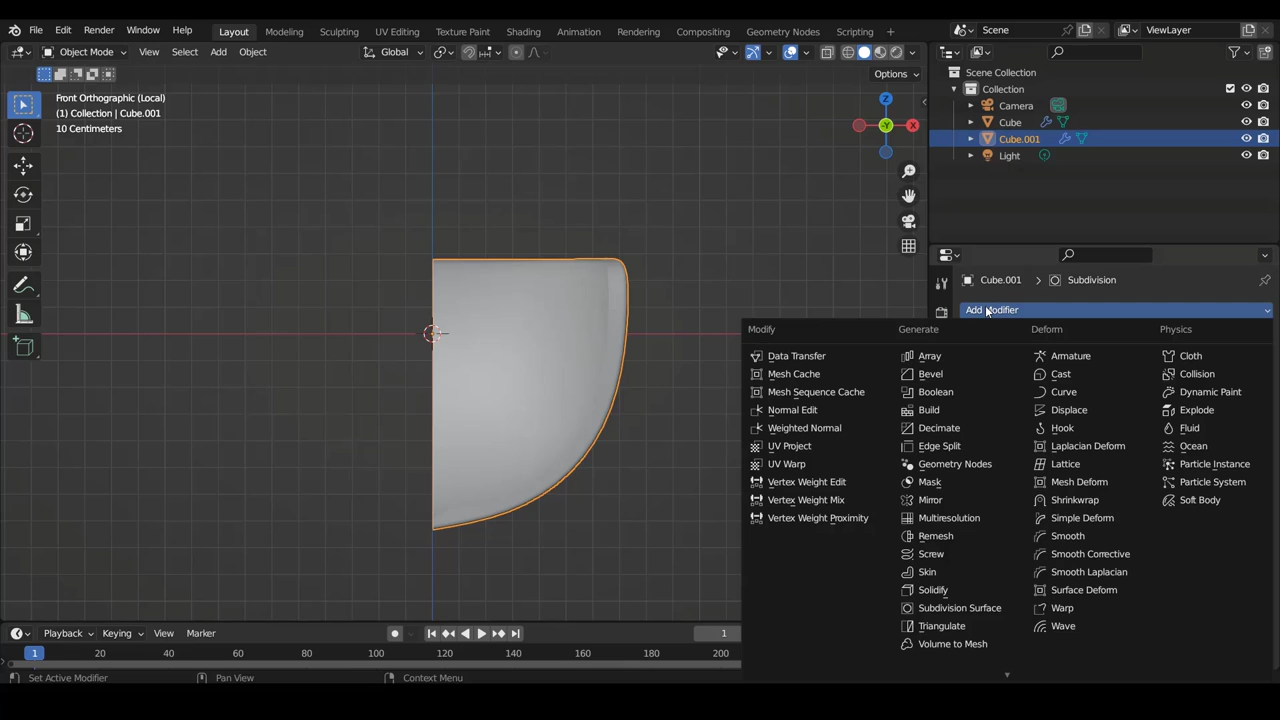 File Edit Render Window Help Layout Modeling Sculpting UV Editing Texture Paint Shading Animation Rendering Compositing Geometry Nodes Scripting + Scene ViewLayer
Object Mode View Select Add Object Global
Options
Front Orthographic (Local)
(1) Collection | Cube.001
10 Centimeters
Z
-Y
X
Scene Collection
Collection
Camera
Cube
Cube.001
Light
Cube.001 > Subdivision
Add Modifier
Modify Generate Deform Physics
Data Transfer Array Armature Cloth
Mesh Cache Bevel Cast Collision
Mesh Sequence Cache Boolean Curve Dynamic Paint
Normal Edit Build Displace Explode
Weighted Normal Decimate Hook Fluid
UV Project Edge Split Laplacian Deform Ocean
UV Warp Geometry Nodes Lattice Particle Instance
Vertex Weight Edit Mask Mesh Deform Particle System
Vertex Weight Mix Mirror Shrinkwrap Soft Body
Vertex Weight Proximity Multiresolution Simple Deform
Remesh Smooth
Screw Smooth Corrective
Skin Smooth Laplacian
Solidify Surface Deform
Subdivision Surface Warp
Triangulate Wave
Volume to Mesh
Playback Keying View Marker 1
1 20 40 60 80 100 120 140 160 180 200
Set Active Modifier Pan View Context Menu